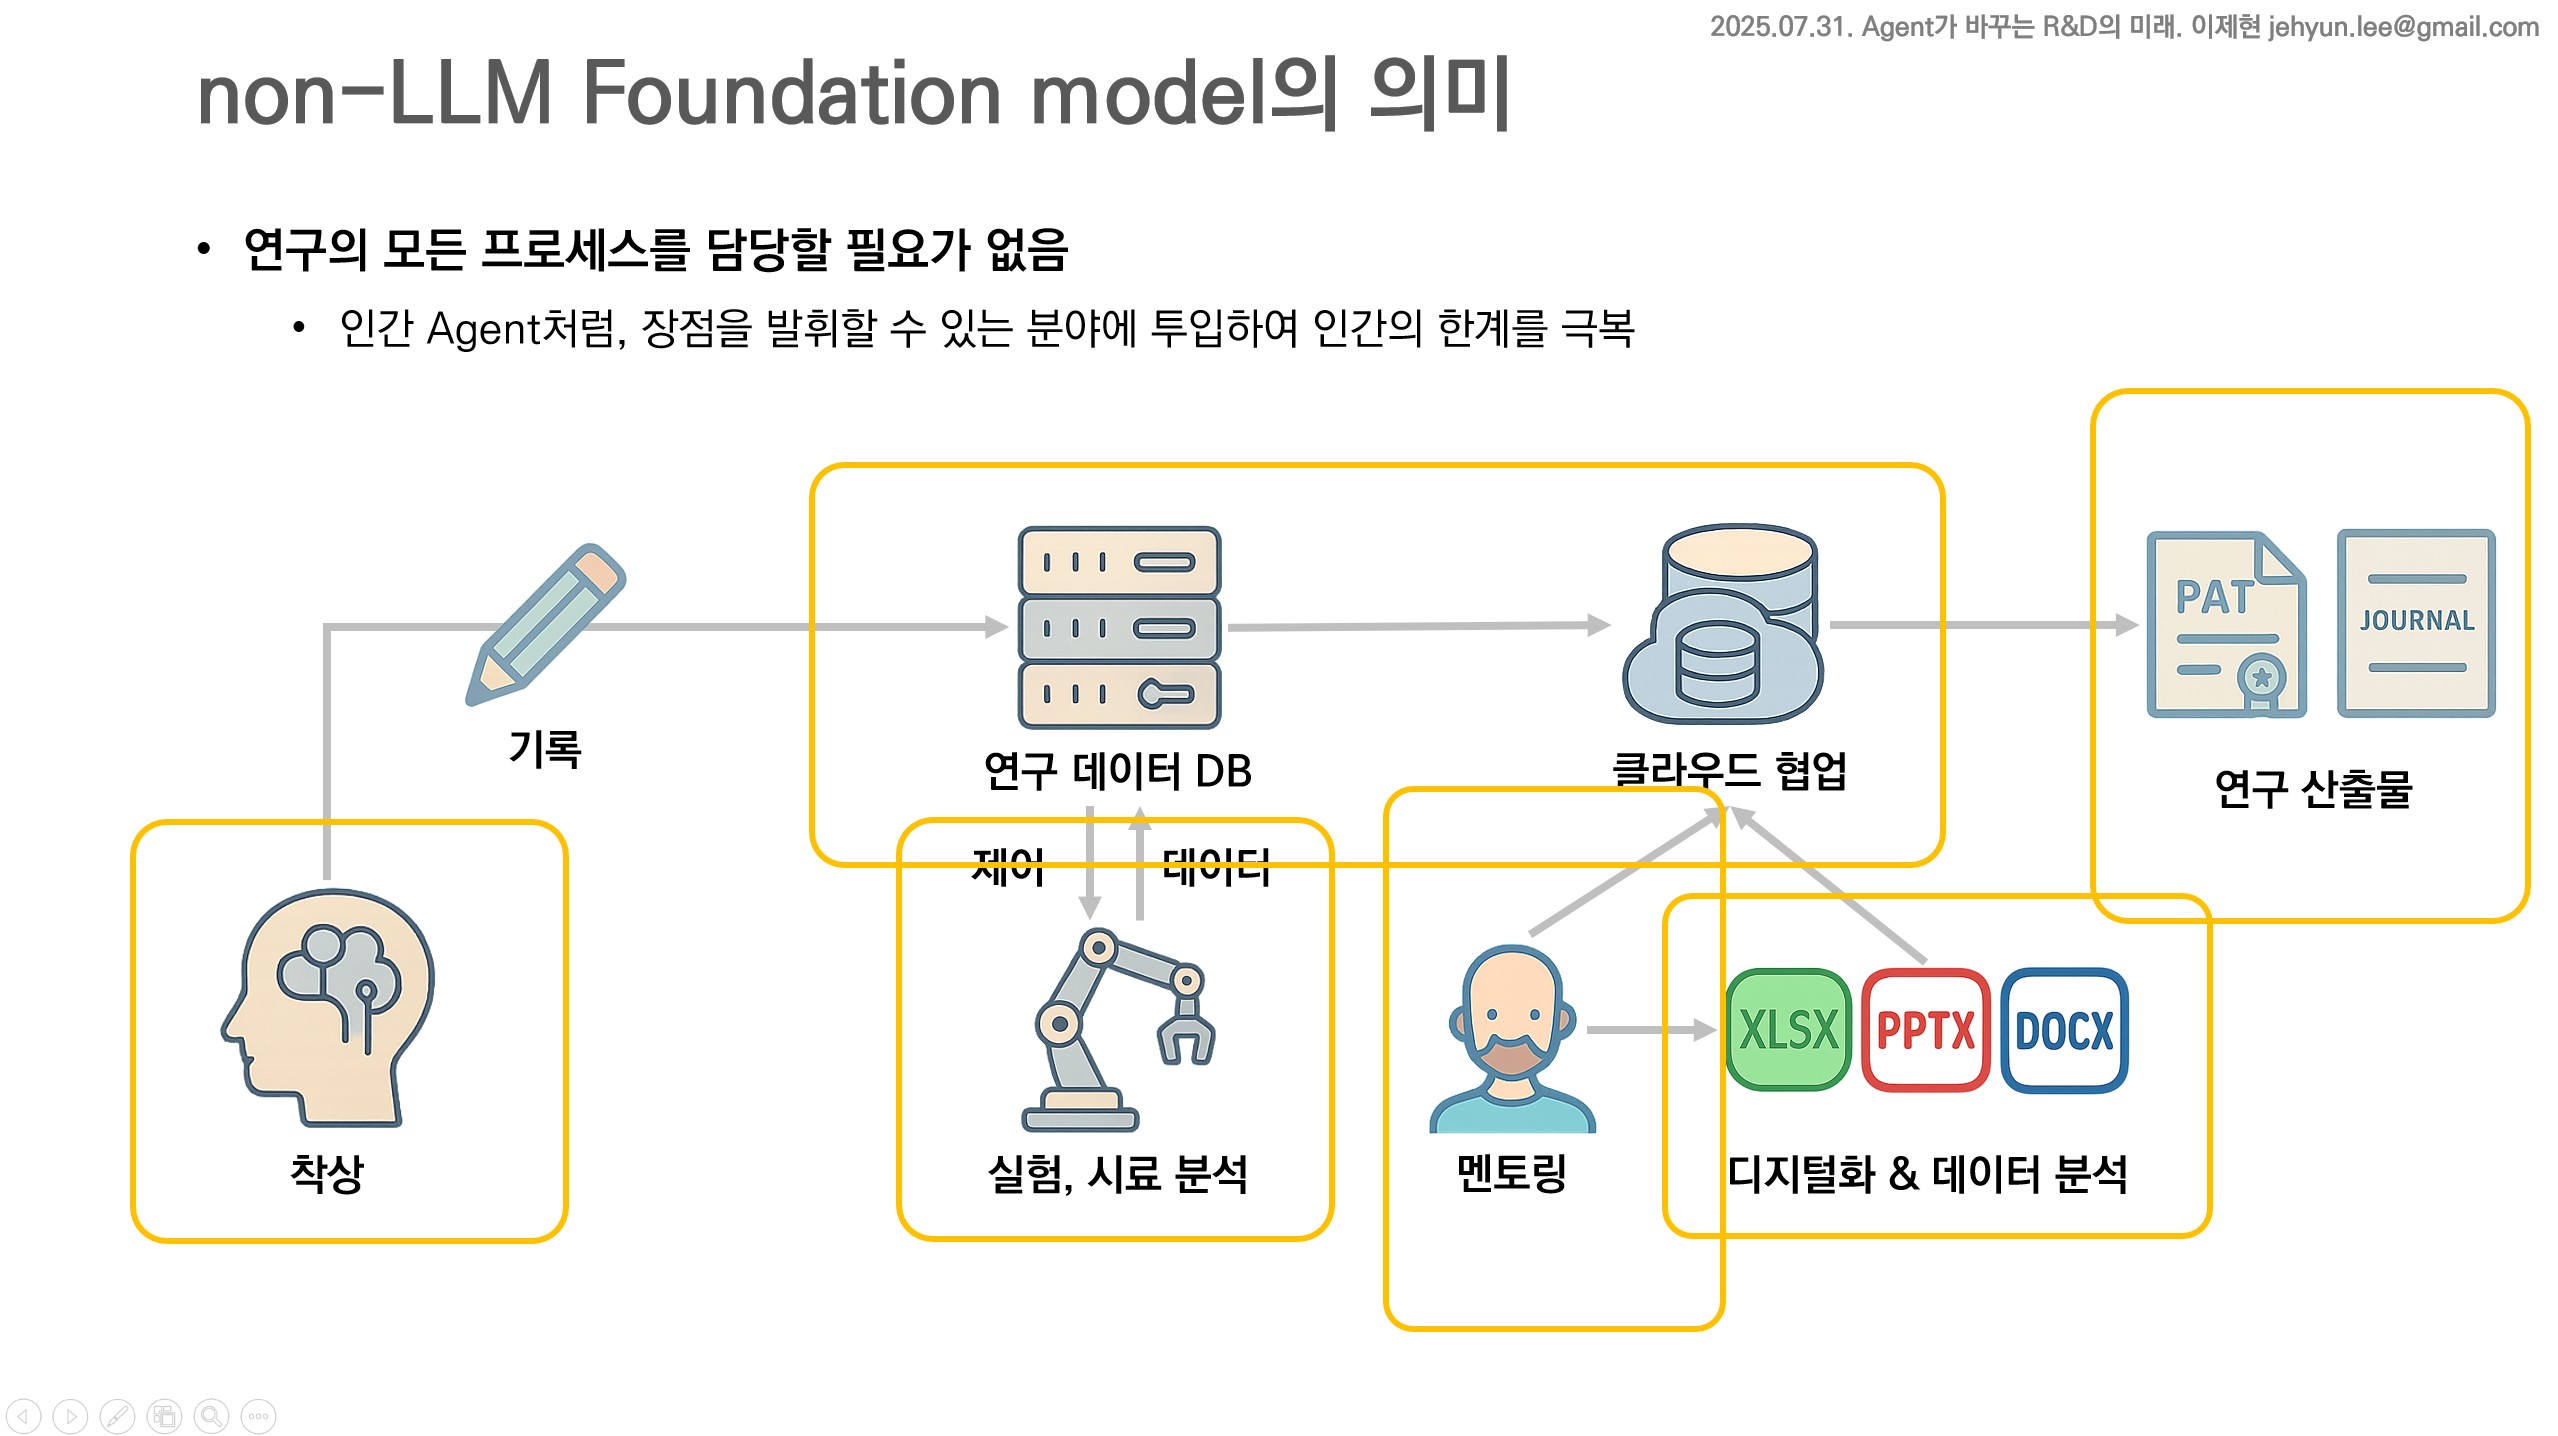 2025.07.31. Agent가 바꾸는 R&D의 미래. 이제현 jehyun.lee@gmail.com
non-LLM Foundation model의 의미
• 연구의 모든 프로세스를 담당할 필요가 없음
• 인간 Agent처럼, 장점을 발휘할 수 있는 분야에 투입하여 인간의 한계를 극복
PAT
JOURNAL
기록
연구 데이터 DB
클라우드 협업
연구 산출물
제어
데이터
XLSX
PPTX
DOCX
착상
실험, 시료 분석
멘토링
디지털화 & 데이터 분석